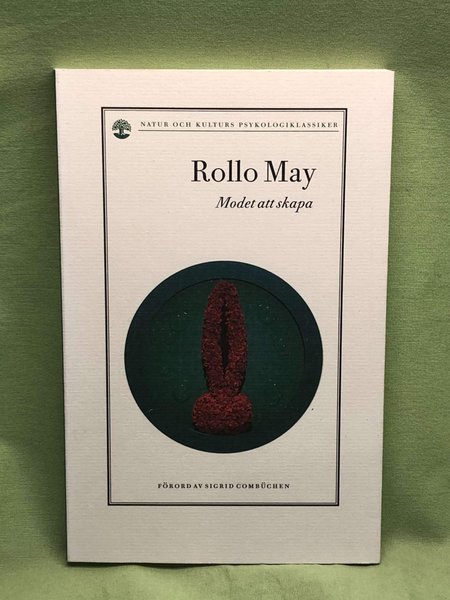 NATUR OCH KULTURS PSYKOLOGIKLASSIKER
Rollo May
Modet att skapa
FÖRORD AV SIGRID COMBÜCHEN